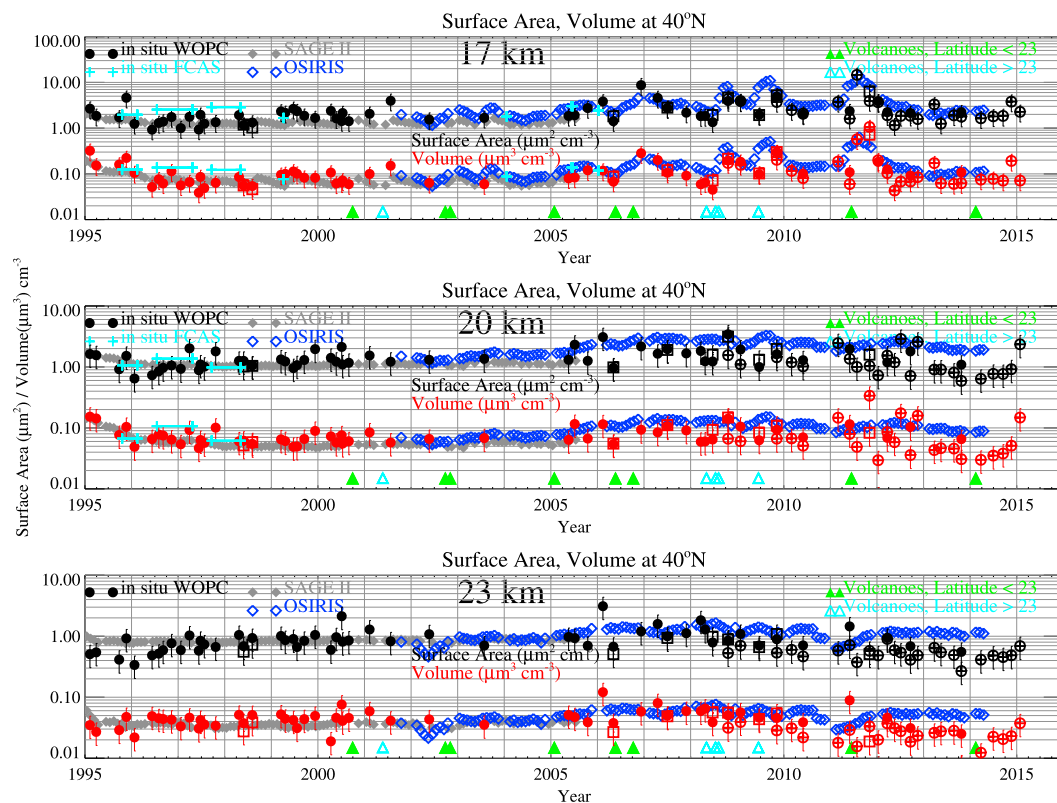 Surface Area, Volume at 40°N
100.00
10.00
1.00
0.10
0.01
in situ WOPC
in situ FCAS
SAGE II
OSIRIS
17 km
Volcanoes, Latitude < 23
Volcanoes, Latitude > 23
Surface Area (μm² cm⁻³)
Volume (μm³ cm⁻³)
1995 2000 2005 2010 2015
Year
Surface Area (μm²) / Volume(μm³) cm⁻³
Surface Area, Volume at 40°N
10.00
1.00
0.10
0.01
in situ WOPC
in situ FCAS
SAGE II
OSIRIS
20 km
Volcanoes, Latitude < 23
Volcanoes, Latitude > 23
Surface Area (μm² cm⁻³)
Volume (μm³ cm⁻³)
1995 2000 2005 2010 2015
Year
Surface Area, Volume at 40°N
10.00
1.00
0.10
0.01
in situ WOPC
SAGE II
OSIRIS
23 km
Volcanoes, Latitude < 23
Volcanoes, Latitude > 23
Surface Area (μm² cm⁻³)
Volume (μm³ cm⁻³)
1995 2000 2005 2010 2015
Year